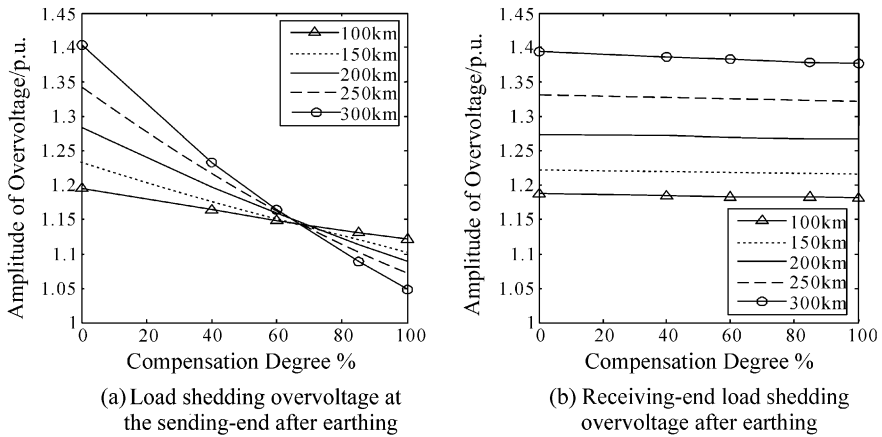 Amplitude of Overvoltage/p.u.
1.45
1.4
1.35
1.3
1.25
1.2
1.15
1.1
1.05
1
0
20
40
60
80
100
100km
150km
200km
250km
300km
Compensation Degree %
(a) Load shedding overvoltage at
the sending-end after earthing
Amplitude of Overvoltage/p.u.
1.45
1.4
1.35
1.3
1.25
1.2
1.15
1.1
1.05
1
0
20
40
60
80
100
100km
150km
200km
250km
300km
Compensation Degree %
(b) Receiving-end load shedding
overvoltage after earthing